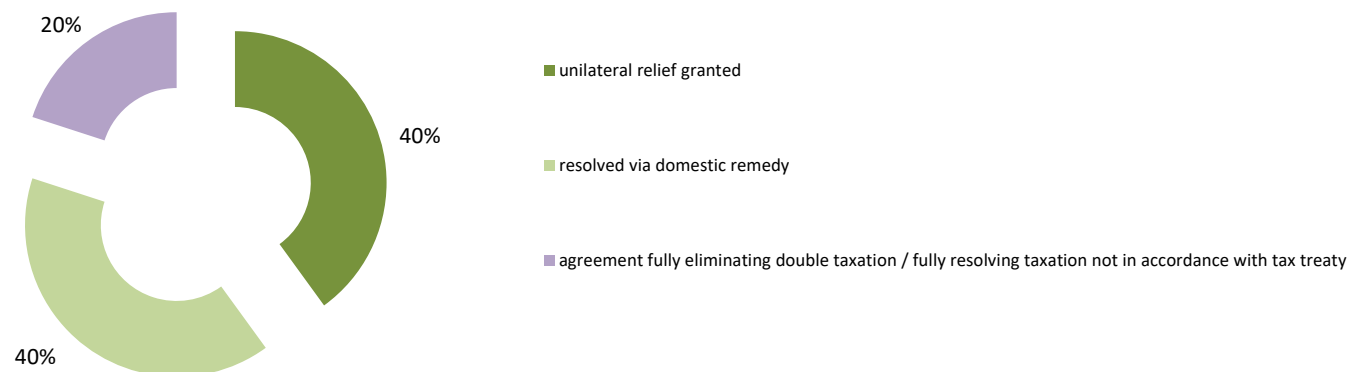 20%
unilateral relief granted
40%
resolved via domestic remedy
agreement fully eliminating double taxation / fully resolving taxation not in accordance with tax treaty
40%